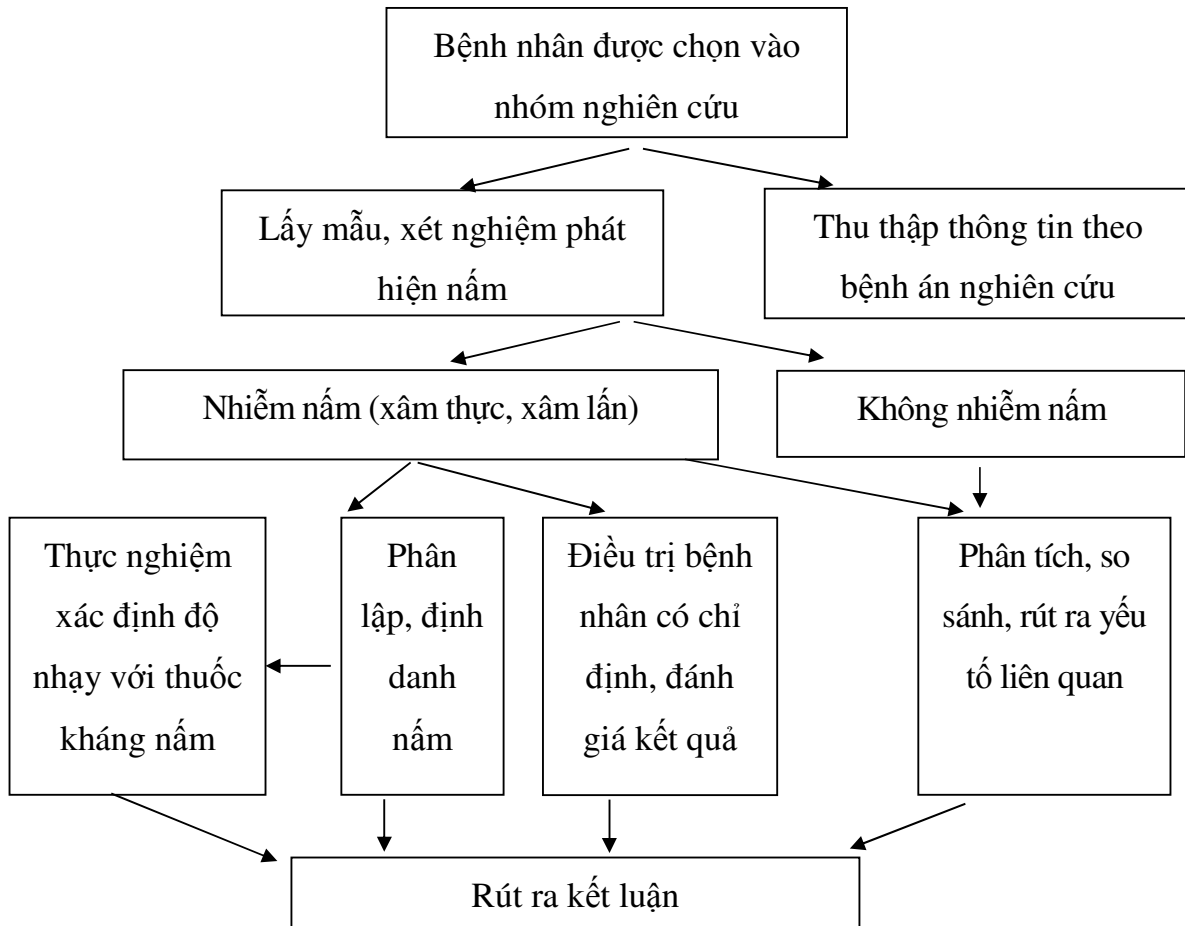 Bệnh nhân được chọn vào
nhóm nghiên cứu
Lấy mẫu, xét nghiệm phát
hiện nấm
Thu thập thông tin theo
bệnh án nghiên cứu
Nhiễm nấm (xâm thực, xâm lấn)
Không nhiễm nấm
Thực nghiệm
xác định độ
nhạy với thuốc
kháng nấm
Phân
lập, định
danh
nấm
Điều trị bệnh
nhân có chỉ
định, đánh
giá kết quả
Phân tích, so
sánh, rút ra yếu
tố liên quan
Rút ra kết luận